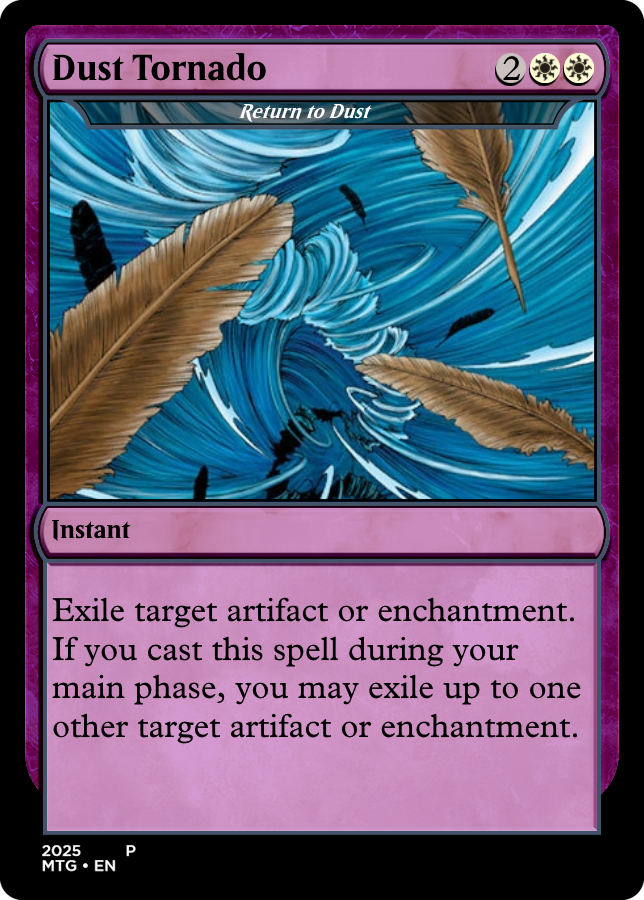 Dust Tornado 2
Return to Dust
Instant
Exile target artifact or enchantment.
If you cast this spell during your
main phase, you may exile up to one
other target artifact or enchantment.
2025 P
MTG • EN